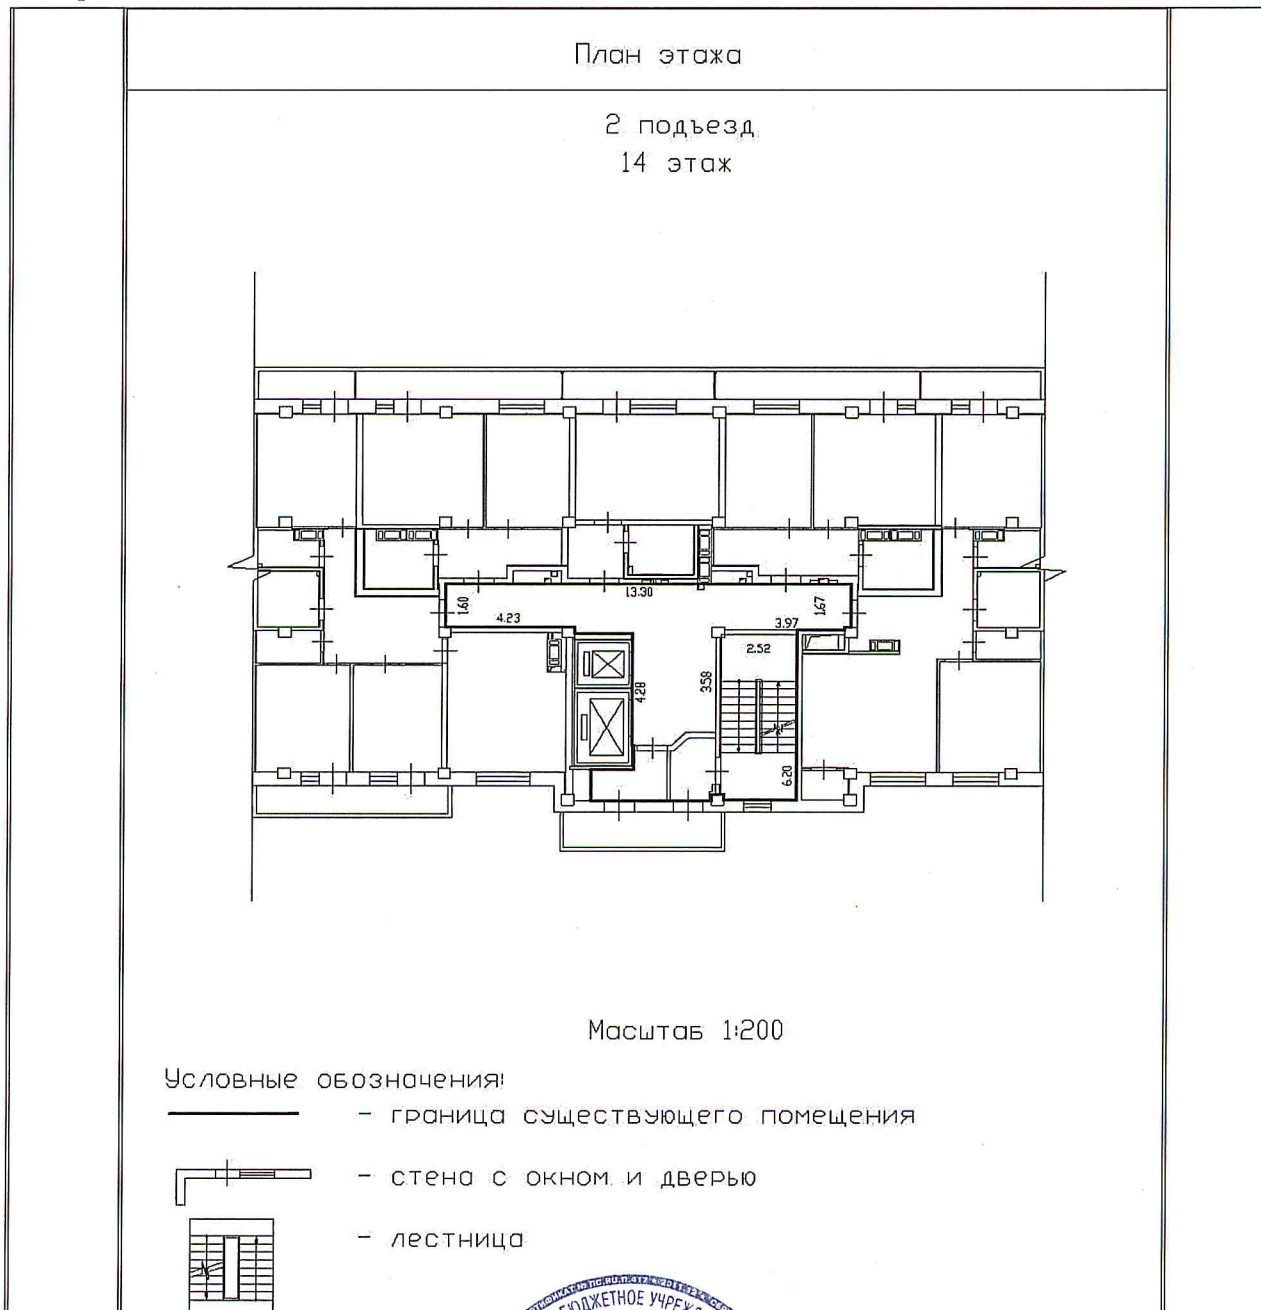 План этажа
2 подъезд
14 этаж
13.30
1.60
4.23
1.67
3.97
2.52
4.28
3.58
6.20
Масштаб 1:200
Условные обозначения:
- граница существующего помещения
- стена с окном и дверью
- лестница
БЮДЖЕТНОЕ